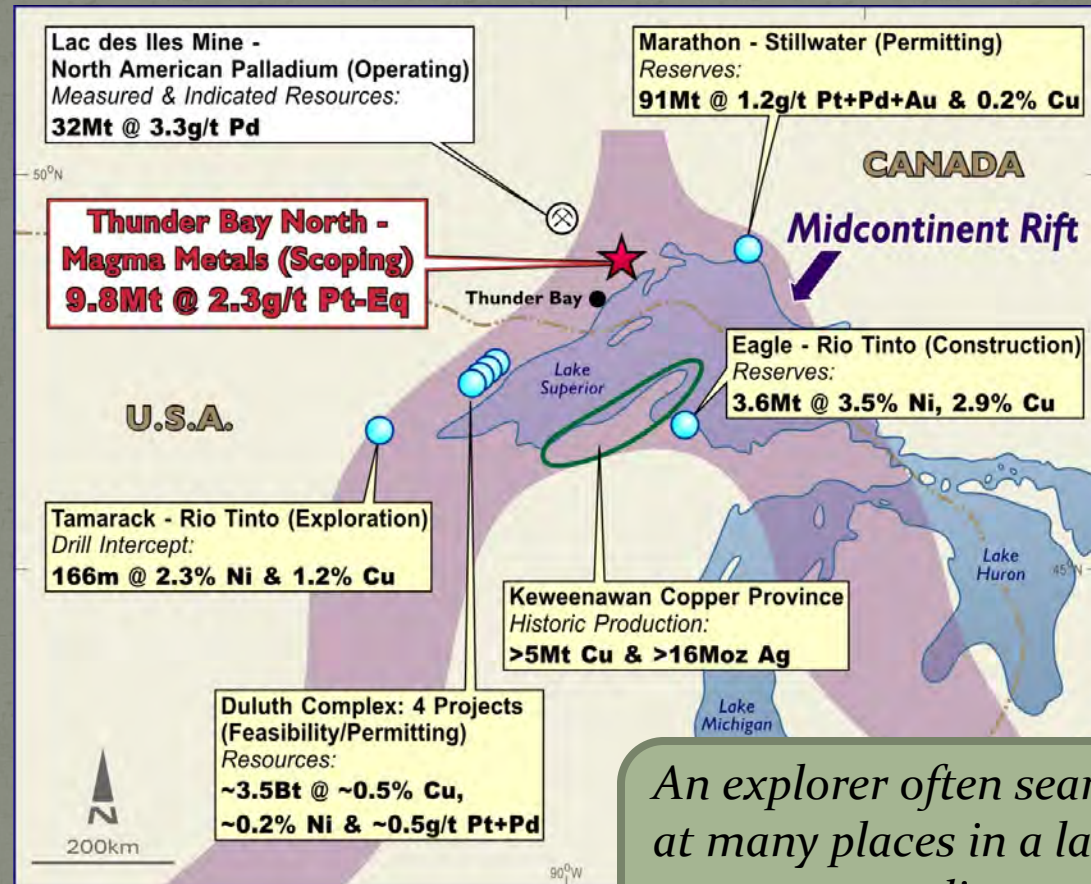 Lac des Iles Mine -
North American Palladium (Operating)
Measured & Indicated Resources:
32Mt @ 3.3g/t Pd
Marathon - Stillwater (Permitting)
Reserves:
91Mt @ 1.2g/t Pt+Pd+Au & 0.2% Cu
50°N
CANADA
Thunder Bay North -
Magma Metals (Scoping)
9.8Mt @ 2.3g/t Pt-Eq
Midcontinent Rift
Thunder Bay
Eagle - Rio Tinto (Construction)
Reserves:
3.6Mt @ 3.5% Ni, 2.9% Cu
Lake
Superior
U.S.A.
Tamarack - Rio Tinto (Exploration)
Drill Intercept:
166m @ 2.3% Ni & 1.2% Cu
Lake
Huron
45°N
Keweenawan Copper Province
Historic Production:
>5Mt Cu & >16Moz Ag
Duluth Complex: 4 Projects
(Feasibility/Permitting)
Resources:
~3.5Bt @ ~0.5% Cu,
~0.2% Ni & ~0.5g/t Pt+Pd
Lake
Michigan
N
200km
90°W
An explorer often
at many places in a